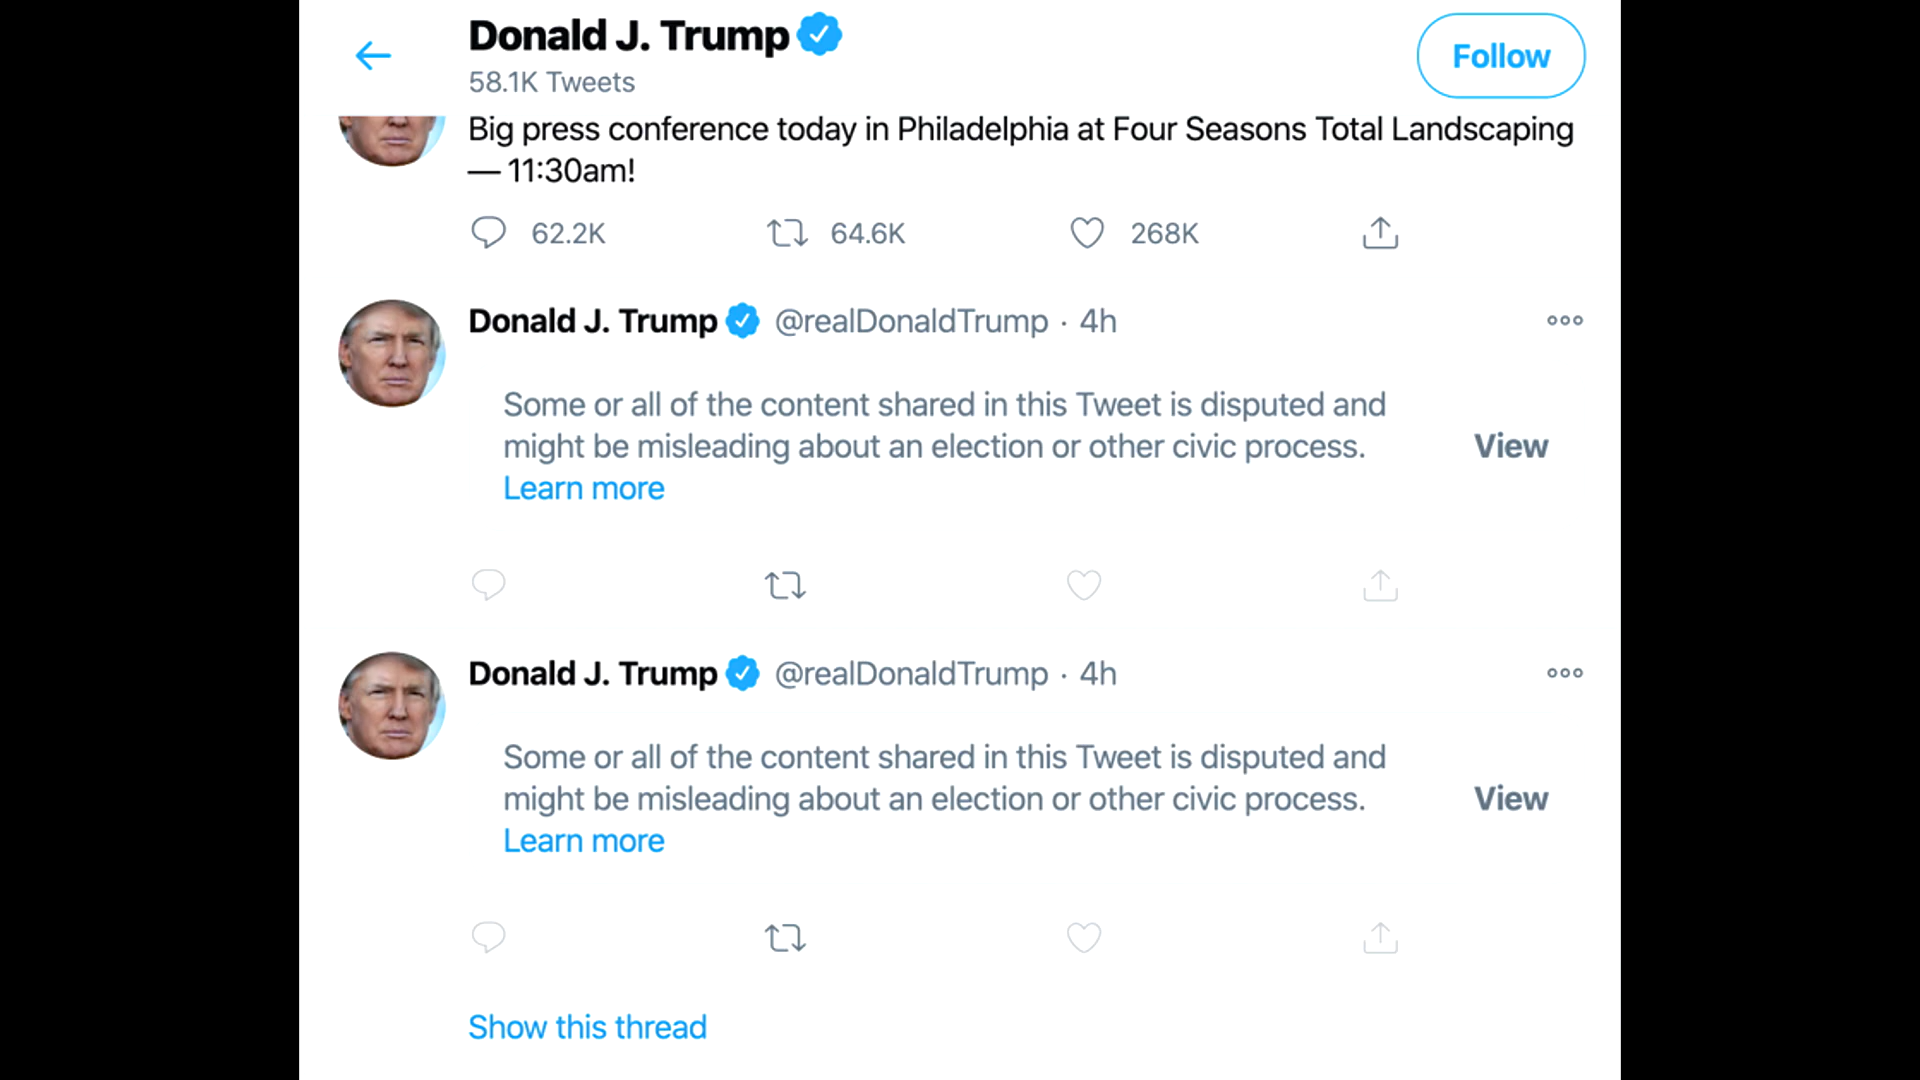 Donald J. Trump
58.1K Tweets
Follow
Big press conference today in Philadelphia at Four Seasons Total Landscaping
— 11:30am!
62.2K 64.6K 268K
Donald J. Trump @realDonaldTrump · 4h
Some or all of the content shared in this Tweet is disputed and
might be misleading about an election or other civic process.
Learn more
View
Donald J. Trump @realDonaldTrump · 4h
Some or all of the content shared in this Tweet is disputed and
might be misleading about an election or other civic process.
Learn more
View
Show this thread